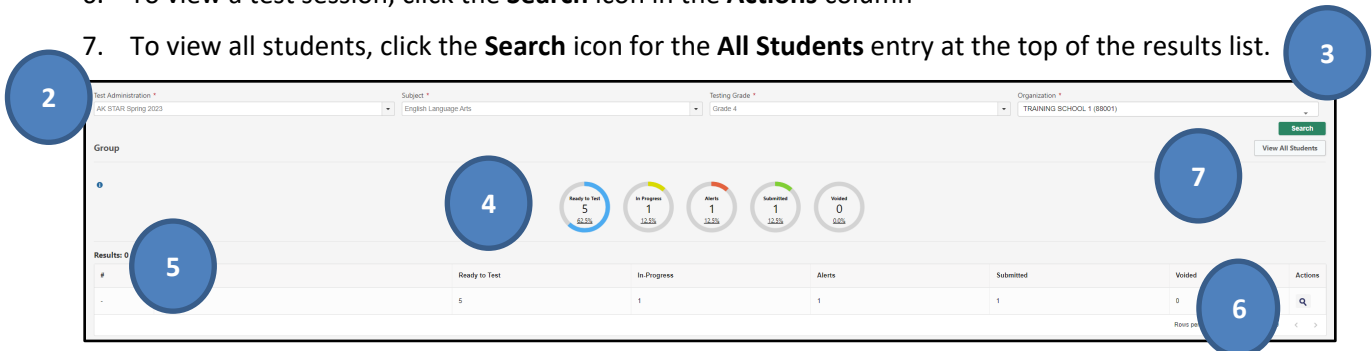 6. To view a test session, click the Search icon in the Actions column
7. To view all students, click the Search icon for the All Students entry at the top of the results list.
3
2
Test Administration * Subject * Testing Grade * Organization *
AK STAR Spring 2023 English Language Arts Grade 4 TRAINING SCHOOL 1 (88001)
Search
Group View All Students
7
4
Ready to Test 5 62.5%
In Progress 1 12.5%
Alerts 1 12.5%
Submitted 1 12.5%
Voided 0 0.0%
Results: 0
5
# Ready to Test In-Progress Alerts Submitted Voided Actions
- 5 1 1 1 0
6
Rows